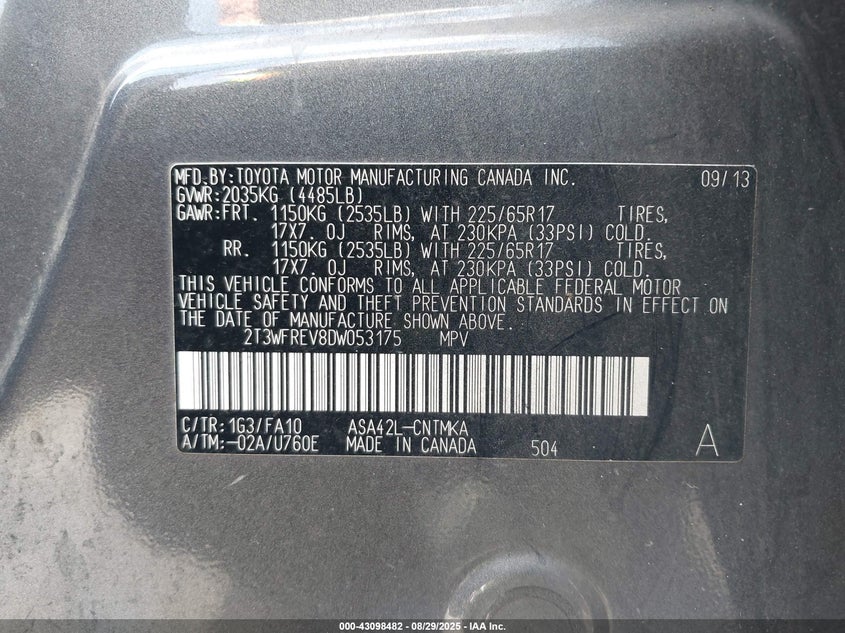 MFD.BY:TOYOTA MOTOR MANUFACTURING CANADA INC. 09/13
GVWR:2035KG (4485LB)
GAWR:FRT. 1150KG (2535LB) WITH 225/65R17 TIRES,
17X7. 0J RIMS, AT 230KPA (33PSI) COLD.
RR. 1150KG (2535LB) WITH 225/65R17 TIRES,
17X7. 0J RIMS, AT 230KPA (33PSI) COLD.
THIS VEHICLE CONFORMS TO ALL APPLICABLE FEDERAL MOTOR
VEHICLE SAFETY AND THEFT PREVENTION STANDARDS IN EFFECT ON
THE DATE OF MANUFACTURE SHOWN ABOVE.
2T3WFREV8DW053175 MPV
C/TR:1G3/FA10 ASA42L-CNTMKA
A/TM:-02A/U760E MADE IN CANADA 504 A
000-43098482 - 08/29/2025 - IAA Inc.